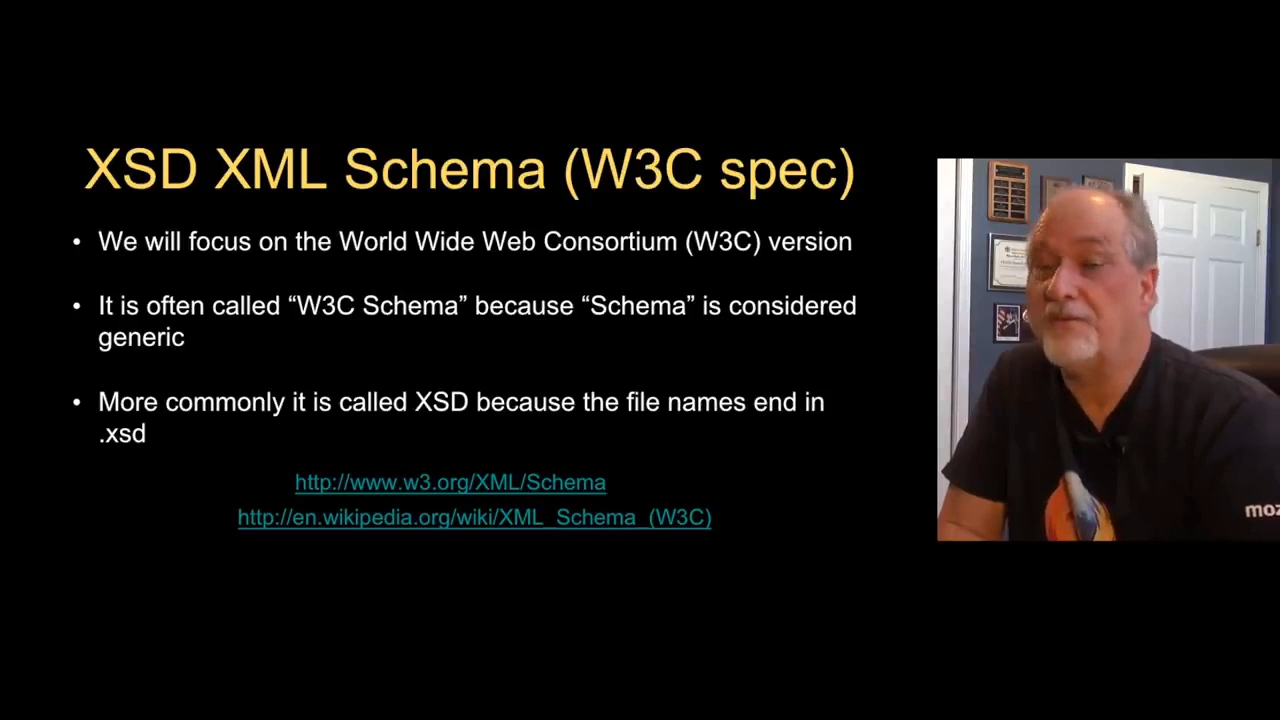 XSD XML Schema (W3C spec)
• We will focus on the World Wide Web Consortium (W3C) version
• It is often called “W3C Schema” because “Schema” is considered
generic
• More commonly it is called XSD because the file names end in
.xsd
http://www.w3.org/XML/Schema
http://en.wikipedia.org/wiki/XML_Schema_(W3C)
moz